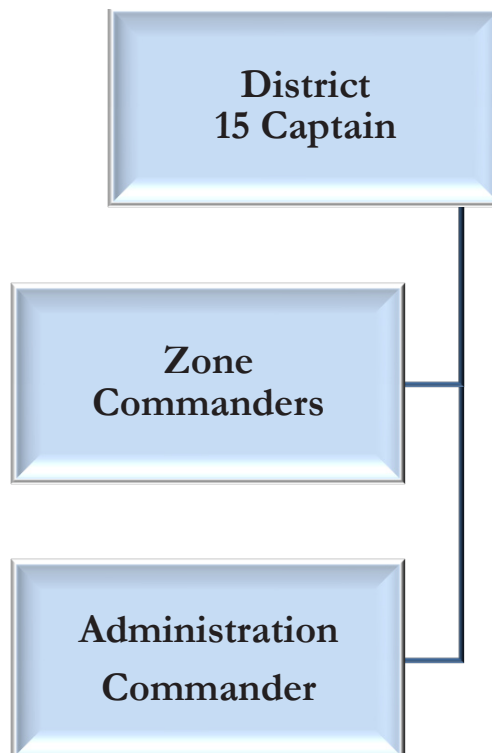 District
15 Captain
Zone
Commanders
Administration
Commander